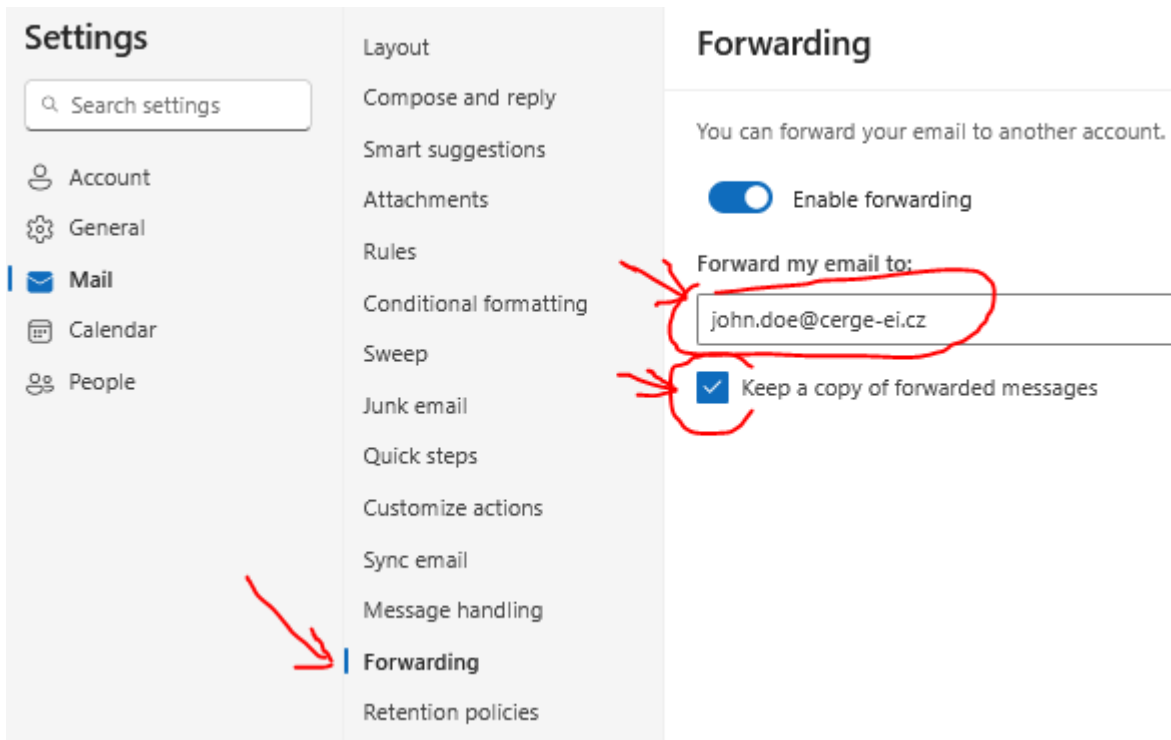 Settings
Search settings
Account
General
Mail
Calendar
People
Layout
Compose and reply
Smart suggestions
Attachments
Rules
Conditional formatting
Sweep
Junk email
Quick steps
Customize actions
Sync email
Message handling
Forwarding
Retention policies
Forwarding
You can forward your email to another account.
Enable forwarding
Forward my email to:
john.doe@cerge-ei.cz
Keep a copy of forwarded messages